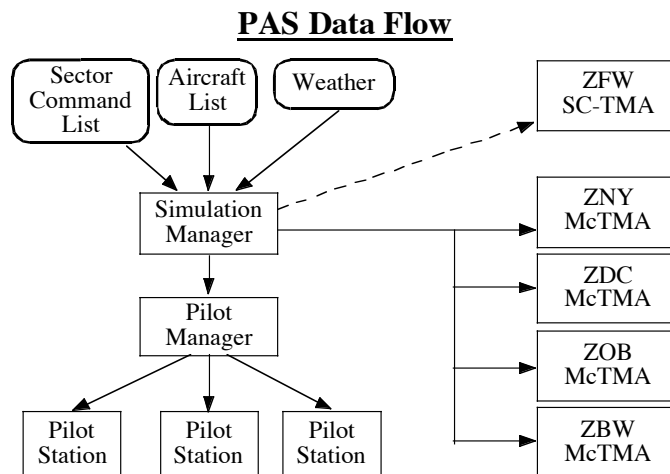 PAS Data Flow
Sector
Command
List
Aircraft
List
Weather
ZFW
SC-TMA
Simulation
Manager
ZNY
McTMA
ZDC
McTMA
Pilot
Manager
ZOB
McTMA
Pilot
Station
Pilot
Station
Pilot
Station
ZBW
McTMA